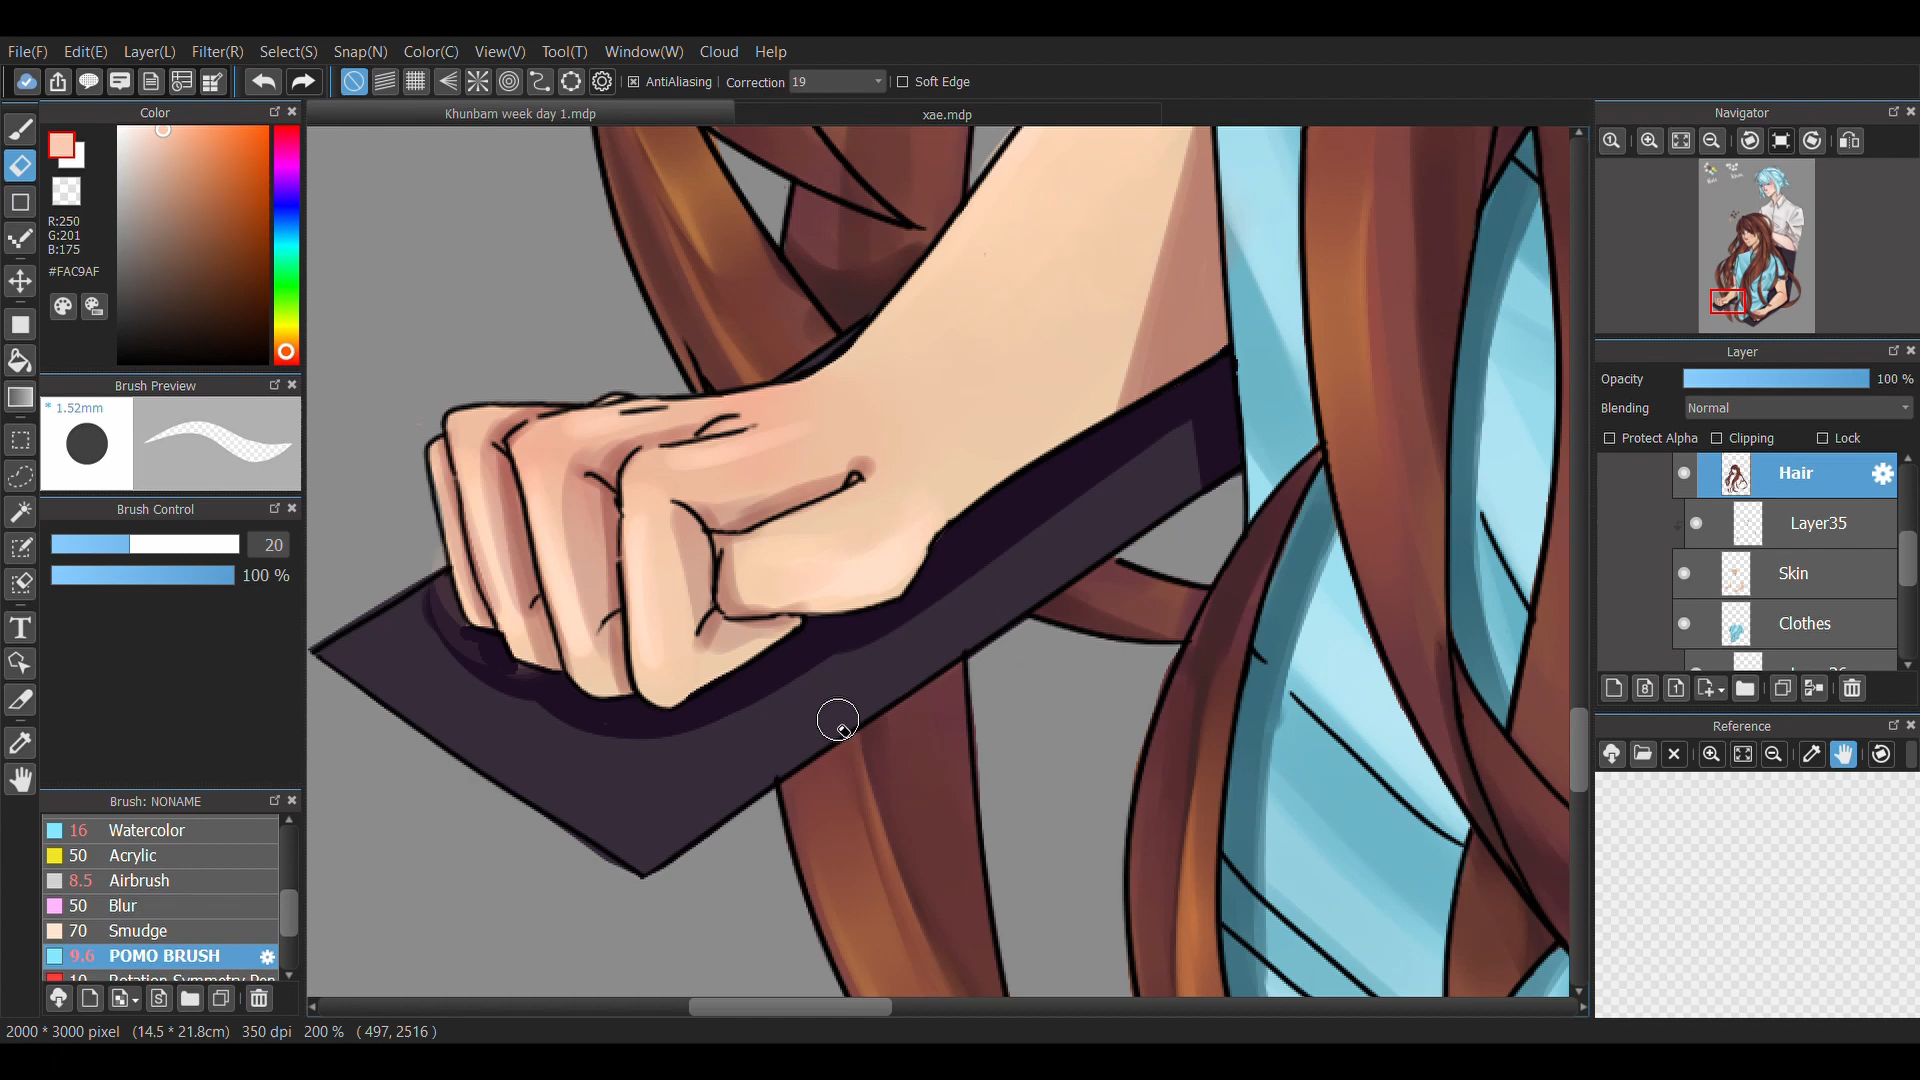 File(F) Edit(E) Layer(L) Filter(R) Select(S) Snap(N) Color(C) View(V) Tool(T) Window(W) Cloud Help
AntiAliasing Correction 19 Soft Edge
Color
Khunbam week day 1.mdp
xae.mdp
Navigator
R:250
G:201
B:175
#FAC9AF
Brush Preview
* 1.52mm
Brush Control
20
100 %
Brush: NONAME
16 Watercolor
50 Acrylic
8.5 Airbrush
50 Blur
70 Smudge
9.6 POMO BRUSH
10 Rotation Symmetry Pen
Layer
Opacity 100 %
Blending Normal
Protect Alpha Clipping Lock
Hair
Layer35
Skin
Clothes
Reference
2000 * 3000 pixel (14.5 * 21.8cm) 350 dpi 200 % ( 497, 2516 )